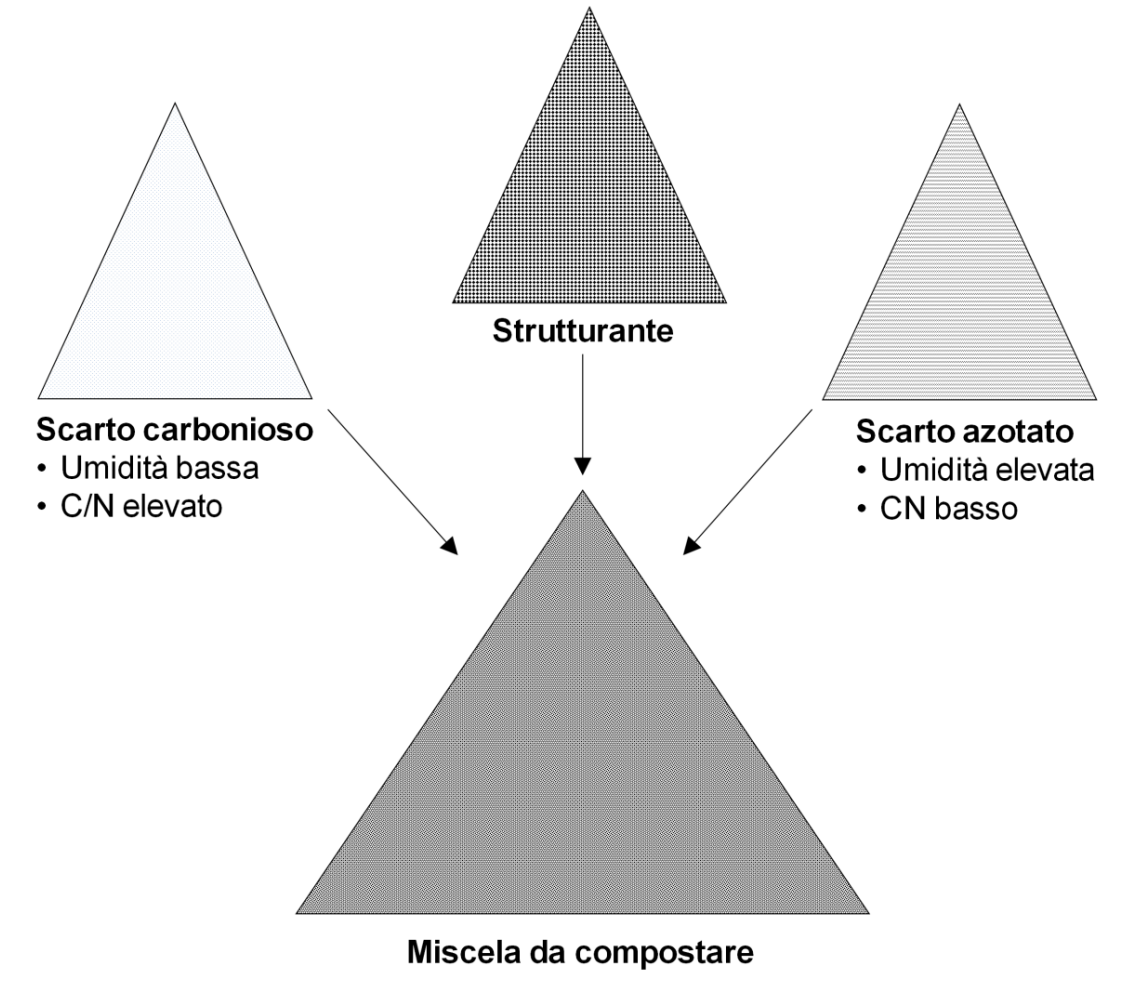 Strutturante
Scarto carbonioso
• Umidità bassa
• C/N elevato
Scarto azotato
• Umidità elevata
• CN basso
Miscela da compostare